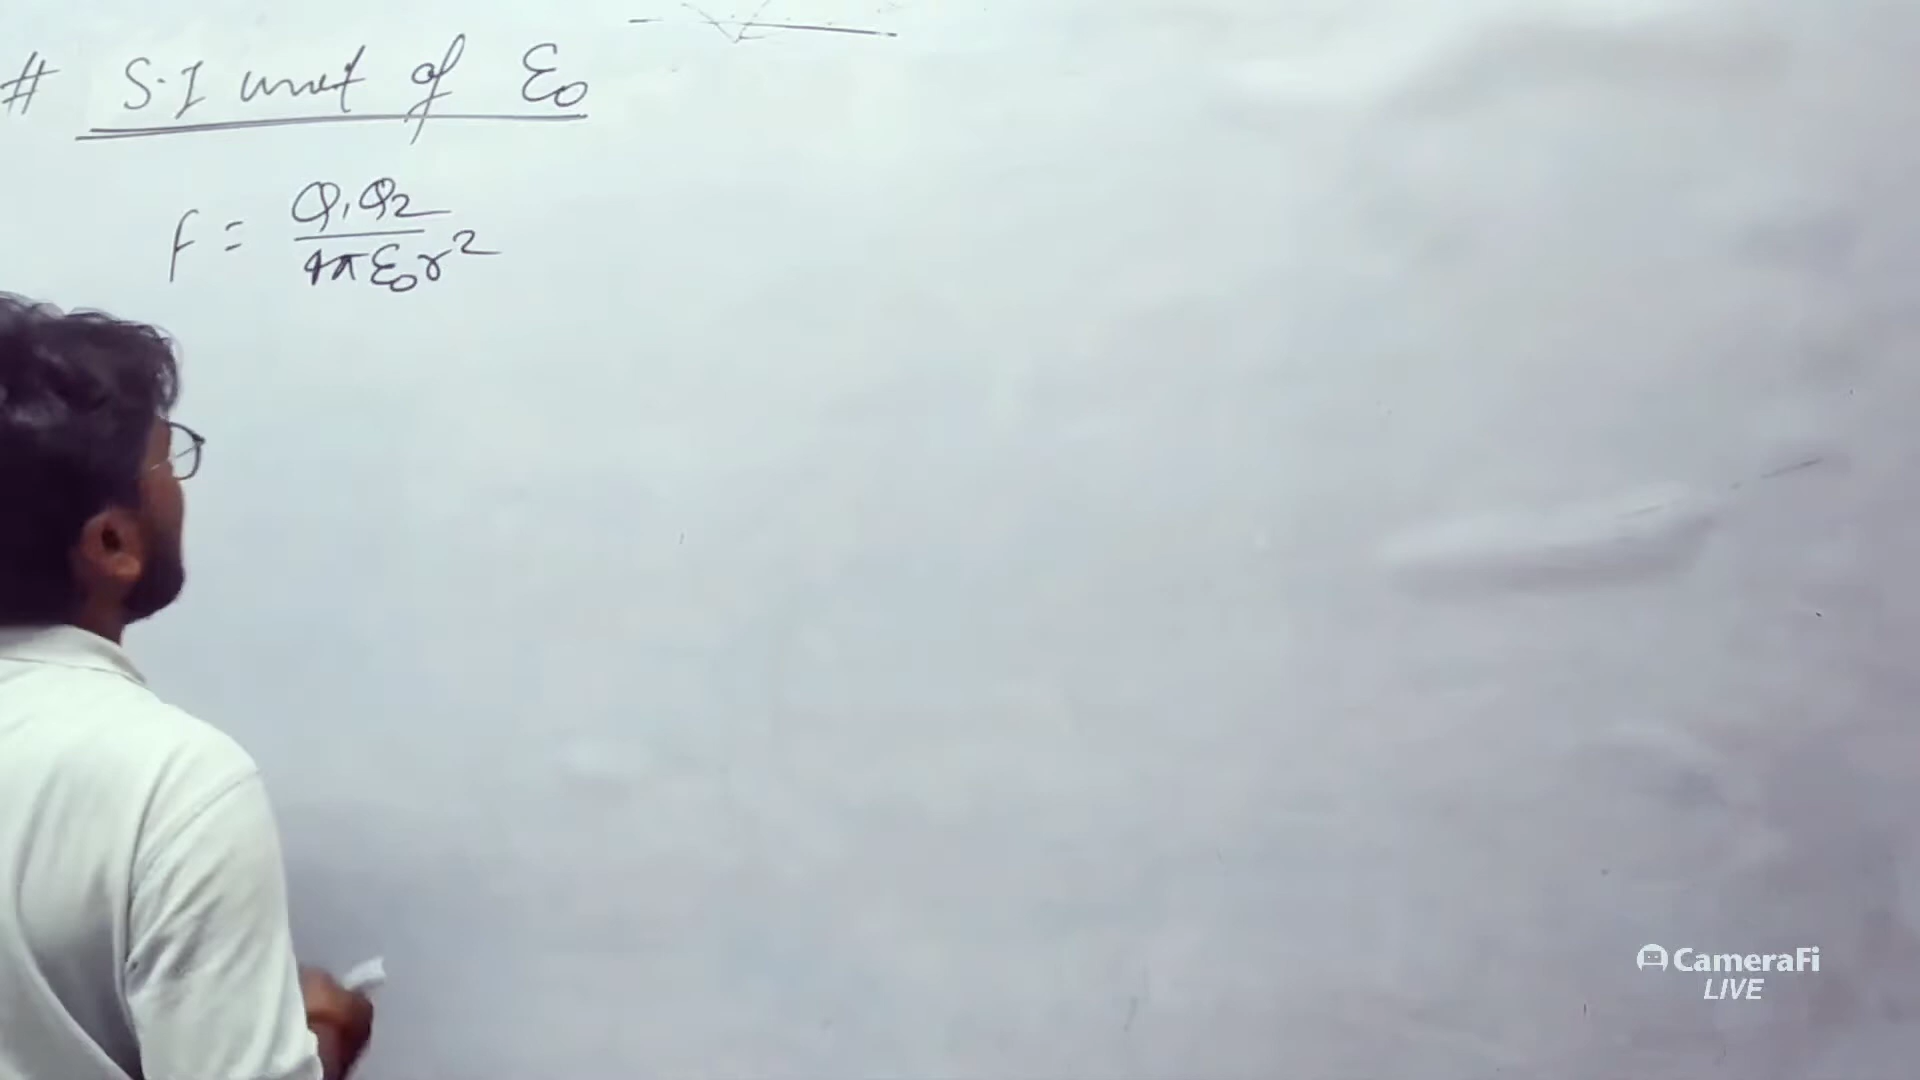 # S.I unit of ε₀
F = Q₁Q₂ / 4πε₀r²
CameraFi
LIVE